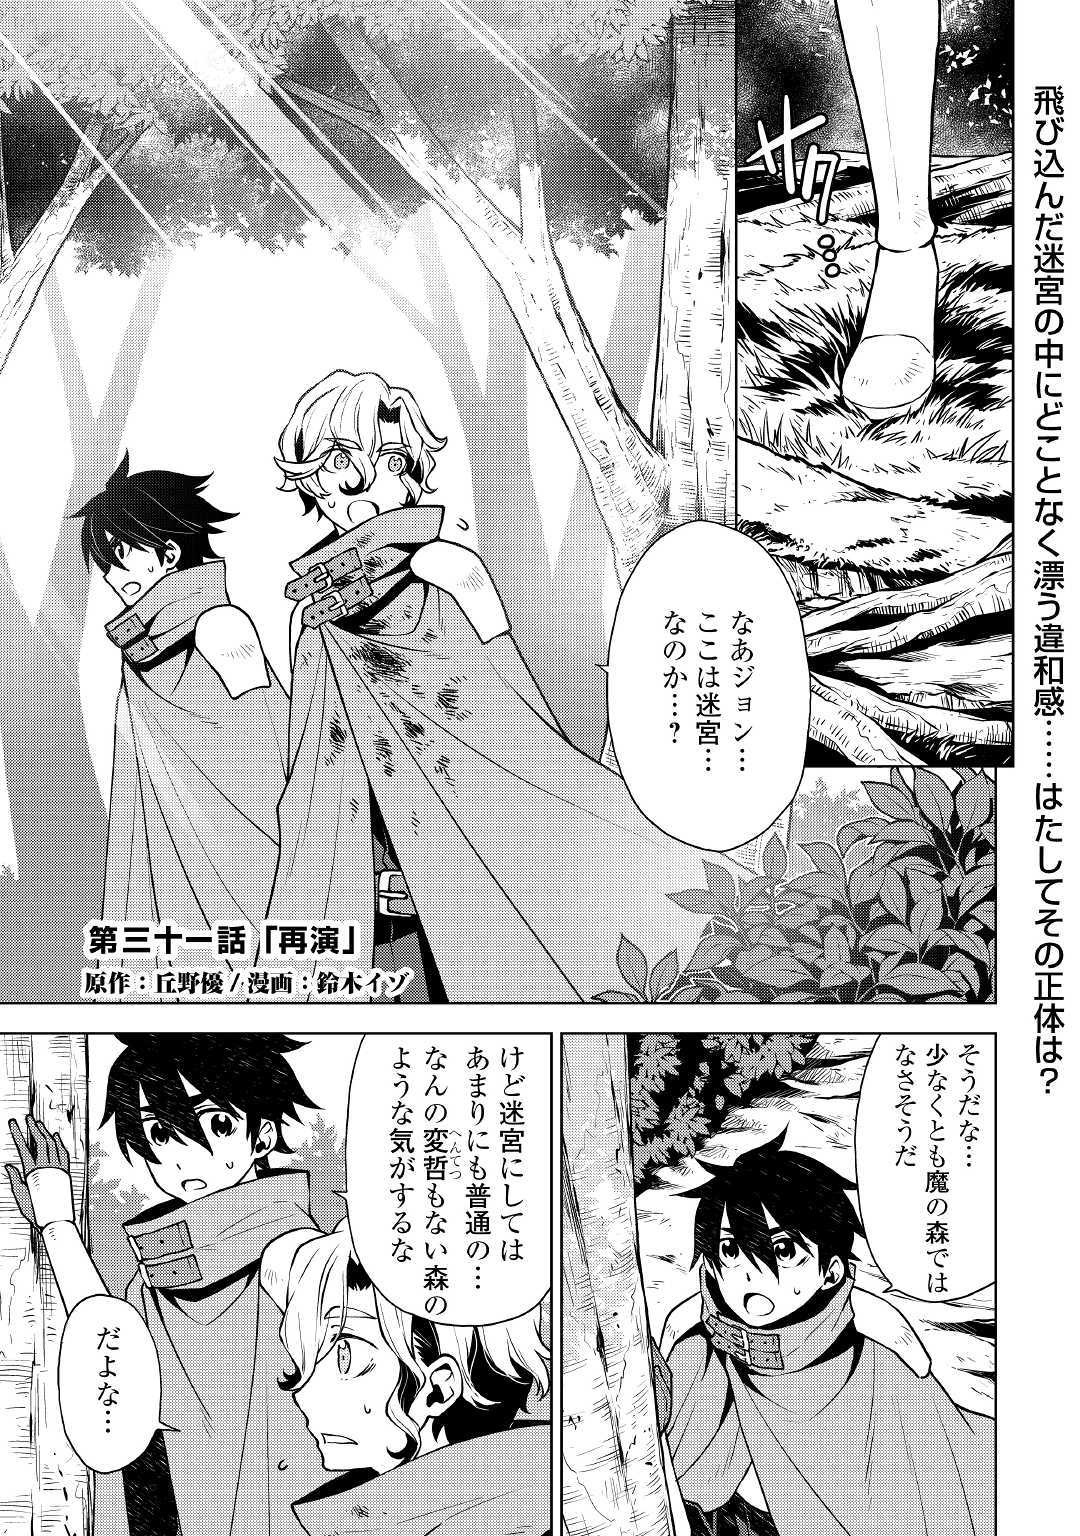 飛び込んだ迷宮の中にどことなく漂う違和感……はたしてその正体は?
サク…
なあジョン…
ここは迷宮…
なのか…?
第三十一話「再演」
原作：丘野優/漫画：鈴木イゾ
そうだな…
少なくとも魔の森では
なさそうだ
けど迷宮にしては
あまりにも普通の…
なんの変哲もない森の
へんてつ
ような気がするな
だよな…